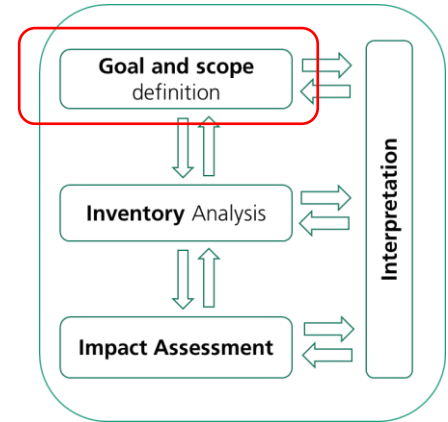 Goal and scope
definition
Inventory Analysis
Impact Assessment
Interpretation